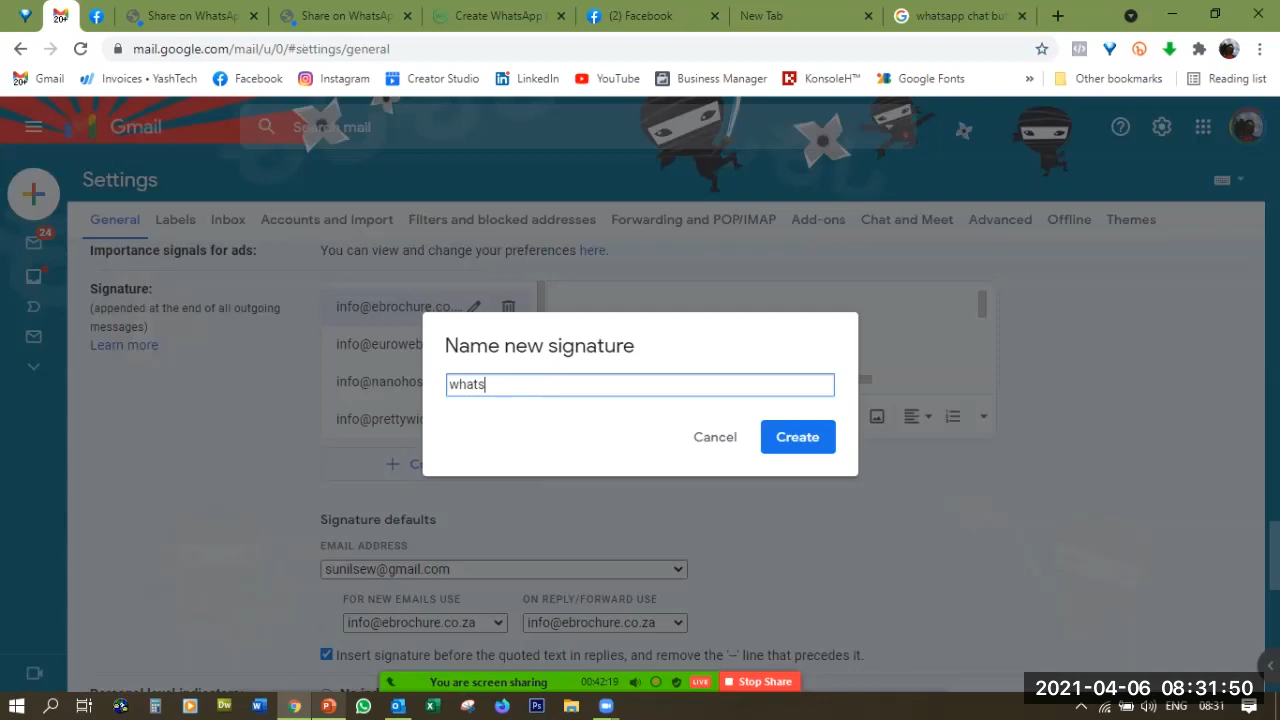 20+
Share on WhatsA
Share on WhatsA
Create WhatsApp
(2) Facebook
New Tab
whatsapp chat bu
mail.google.com/mail/u/0/#settings/general
Gmail
Invoices • YashTech
Facebook
Instagram
Creator Studio
LinkedIn
YouTube
Business Manager
KonsoleH™
Google Fonts
»
Other bookmarks
Reading list
Gmail
Search mail
Settings
24
General
Labels
Inbox
Accounts and Import
Filters and blocked addresses
Forwarding and POP/IMAP
Add-ons
Chat and Meet
Advanced
Offline
Themes
Importance signals for ads:
You can view and change your preferences here.
Signature:
(appended at the end of all outgoing
messages)
Learn more
info@ebrochure.co....
info@euroweb
info@nanohos
info@prettywi
Name new signature
whats
Cancel
Create
Signature defaults
EMAIL ADDRESS
sunilsew@gmail.com
FOR NEW EMAILS USE
ON REPLY/FORWARD USE
info@ebrochure.co.za
info@ebrochure.co.za
Insert signature before the quoted text in replies, and remove the '--' line that precedes it.
You are screen sharing
00:42:19
LIVE
Stop Share
2021-04-06 08:31:50
ENG
08:31